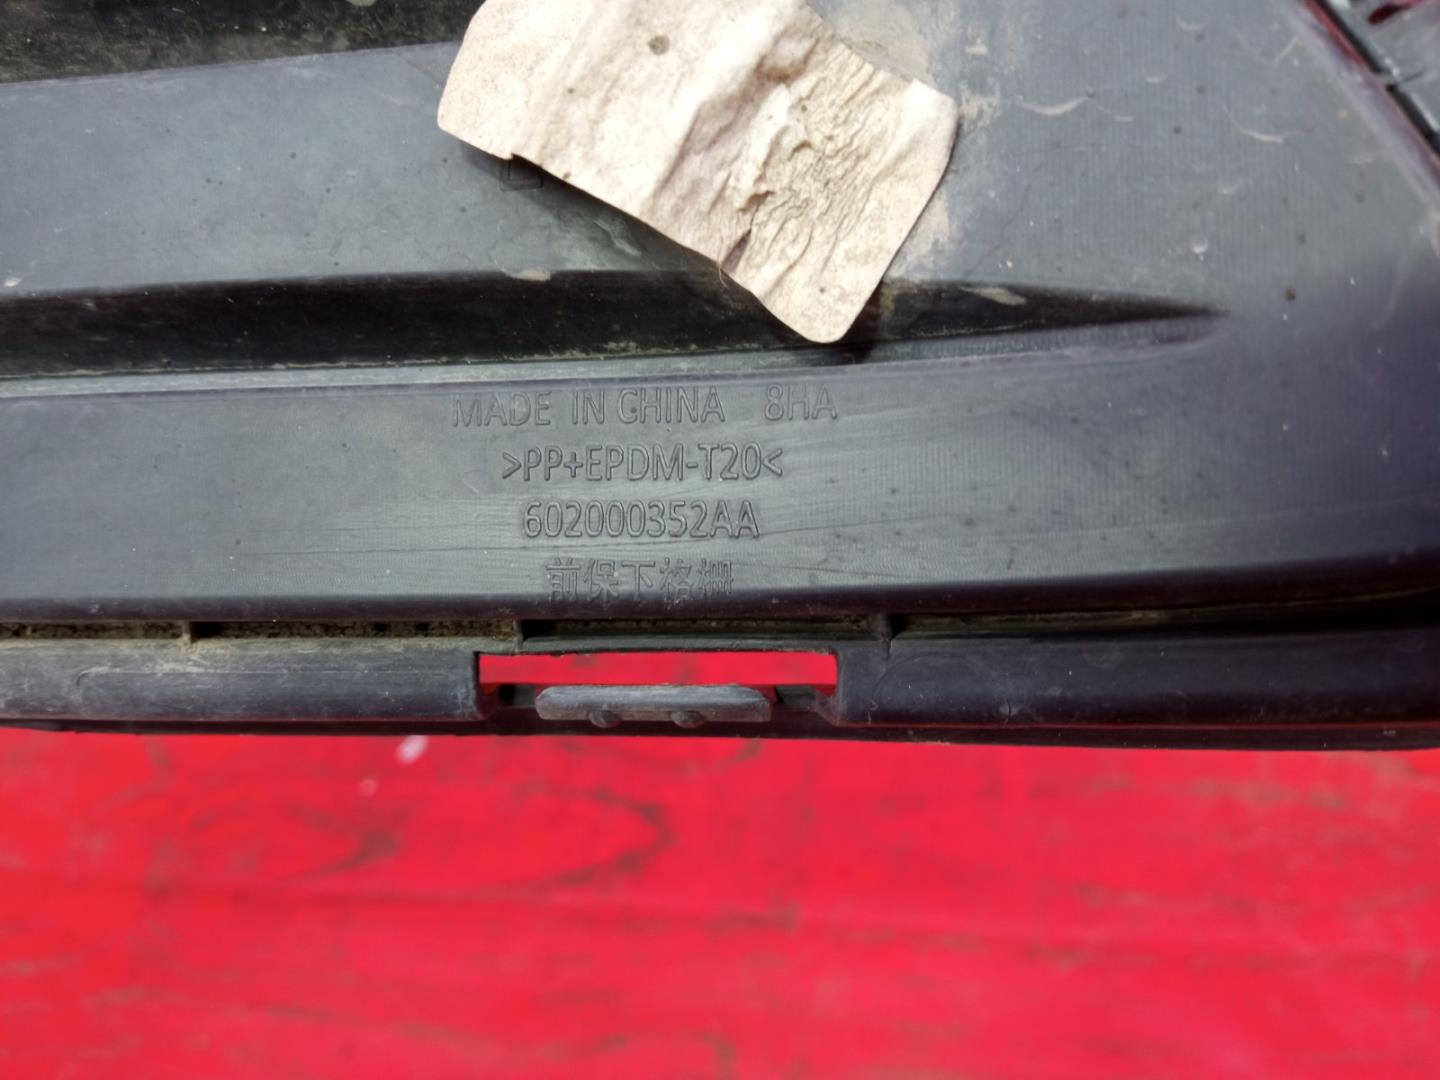 MADE IN CHINA 8HA
>PP+EPDM-T20<
602000352AA
前保下格栅